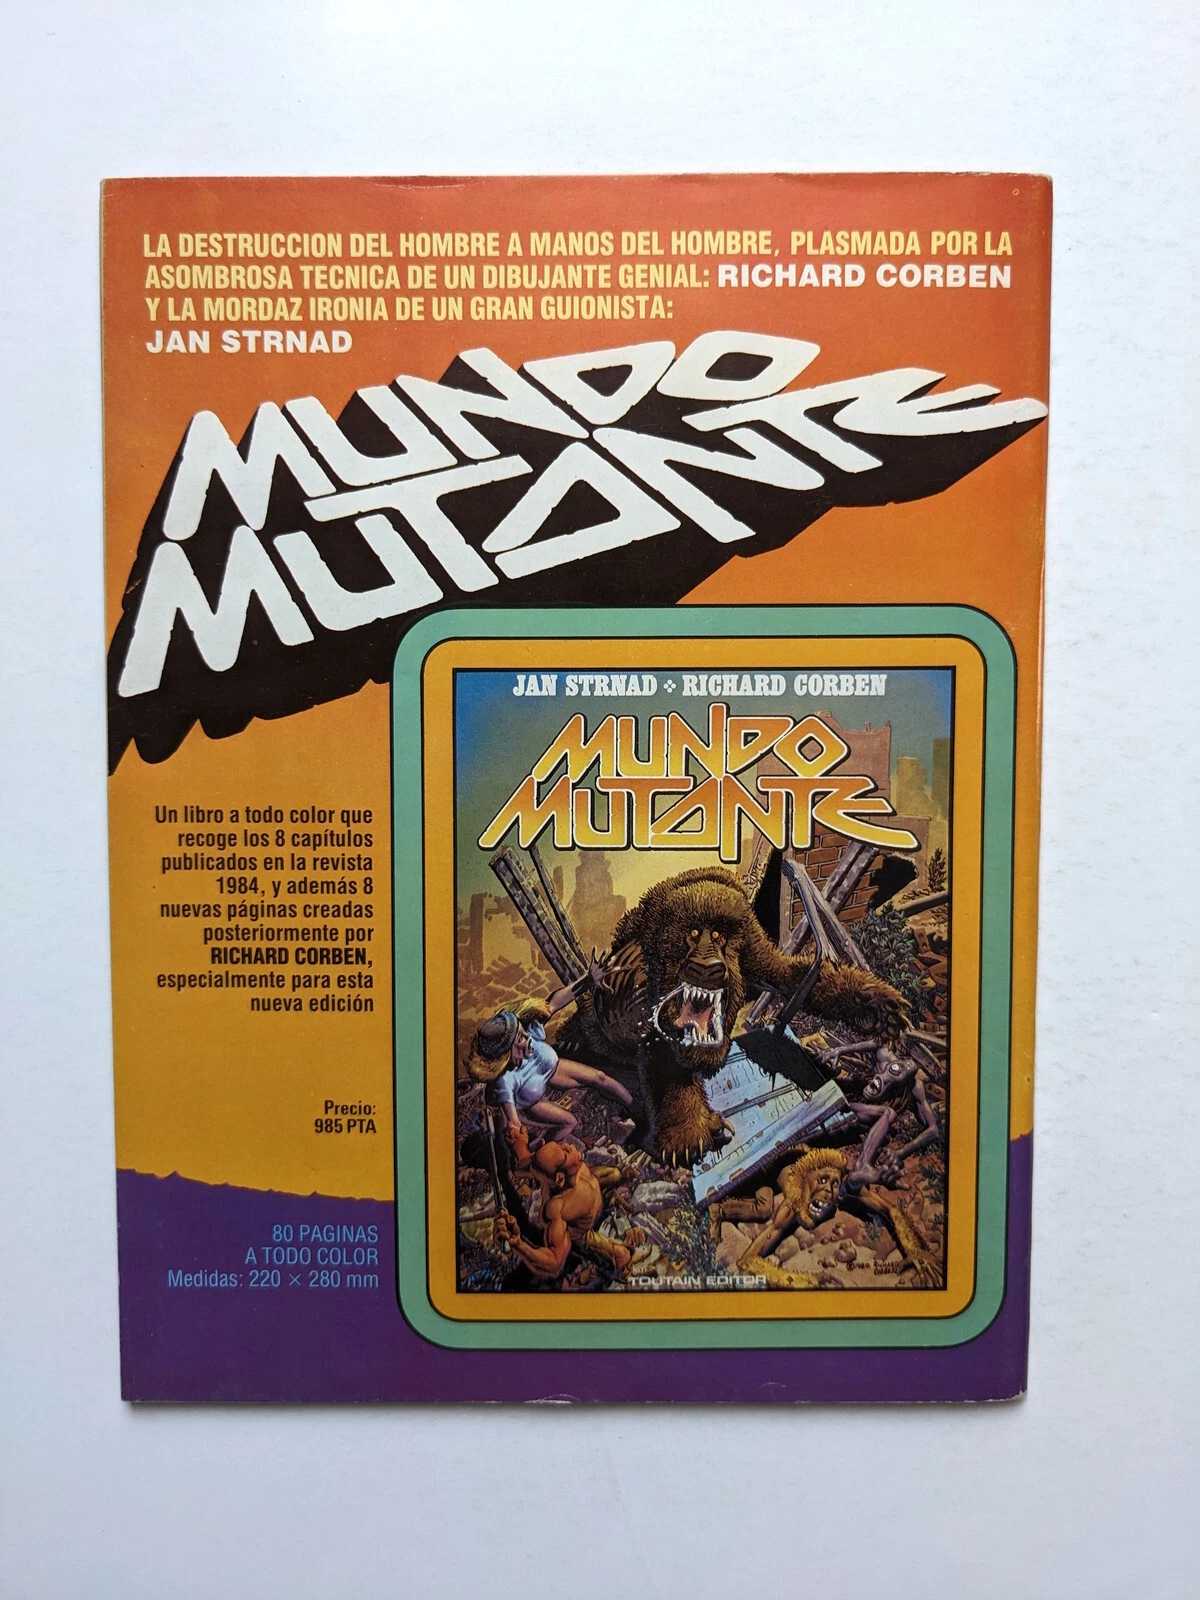 LA DESTRUCCION DEL HOMBRE A MANOS DEL HOMBRE, PLASMADA POR LA
ASOMBROSA TECNICA DE UN DIBUJANTE GENIAL: RICHARD CORBEN
Y LA MORDAZ IRONIA DE UN GRAN GUIONISTA:
JAN STRNAD
MUNDO
MUTANTE
JAN STRNAD RICHARD CORBEN
MUNDO
MUTANTE
Un libro a todo color que
recoge los 8 capítulos
publicados en la revista
1984, y además 8
nuevas páginas creadas
posteriormente por
RICHARD CORBEN,
especialmente para esta
nueva edición
Precio:
985 PTA
80 PAGINAS
A TODO COLOR
Medidas: 220 × 280 mm
TOUTAIN EDITOR
RICHARD
CORBEN